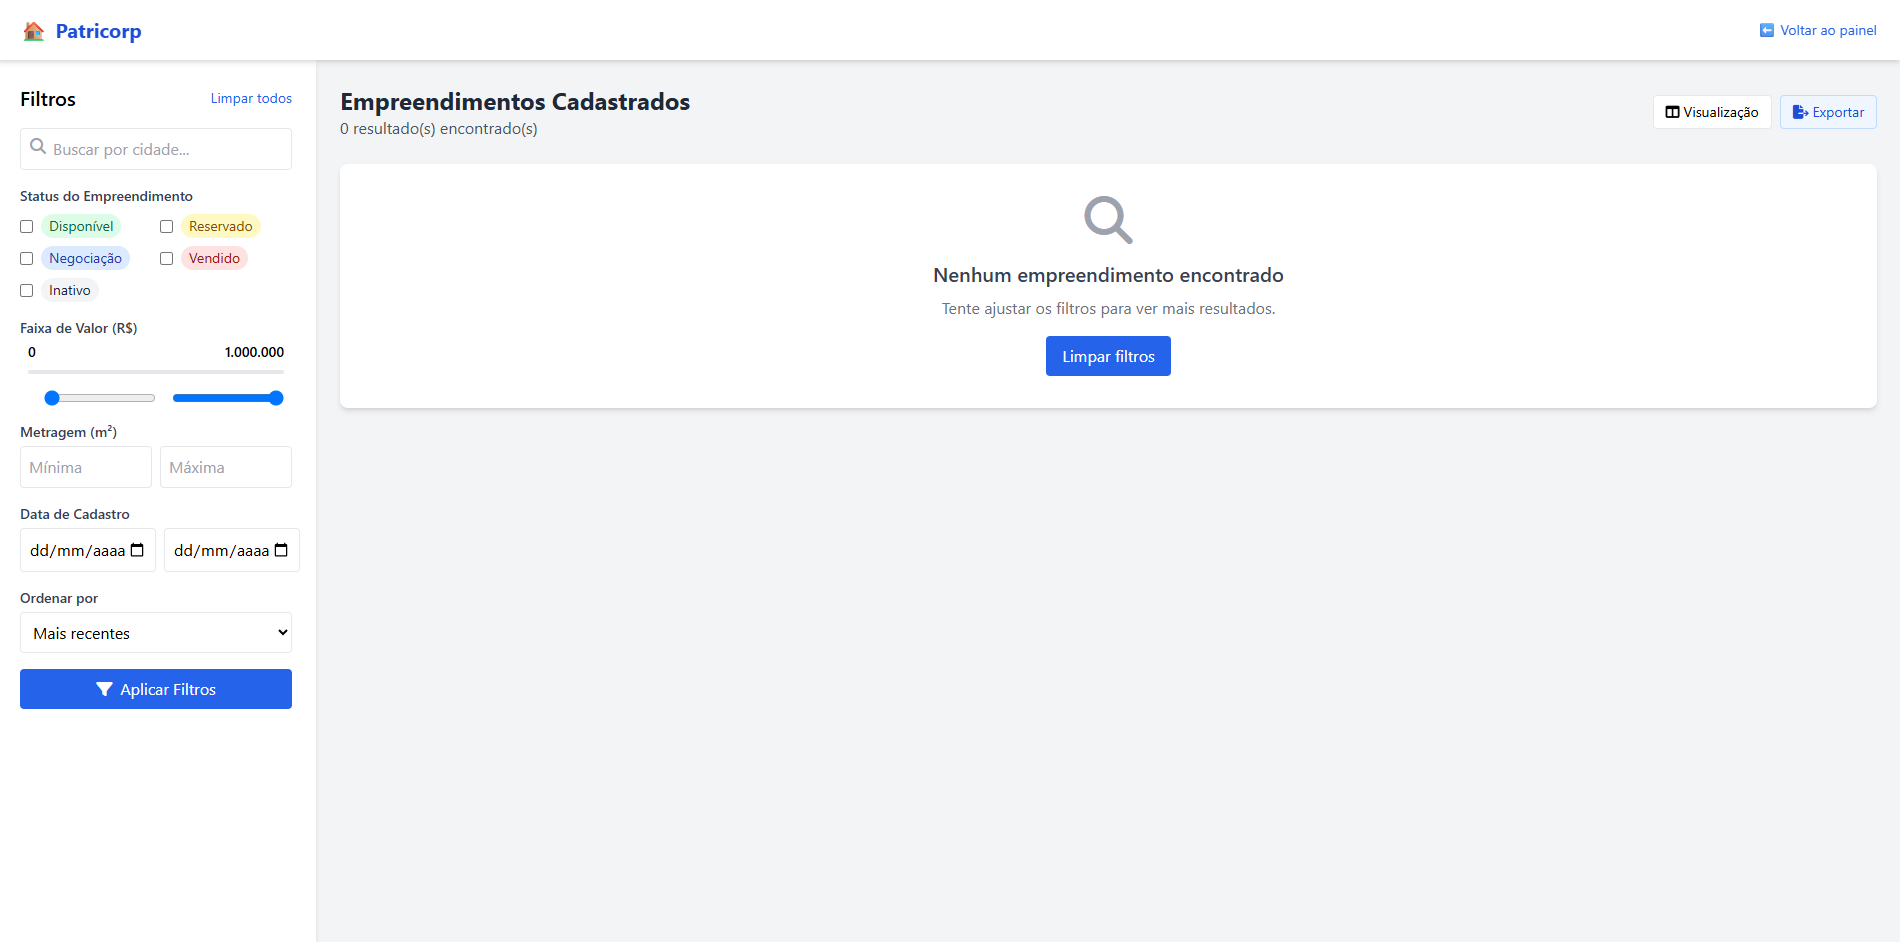 Patricorp
Voltar ao painel
Filtros
Limpar todos
Buscar por cidade...
Status do Empreendimento
Disponível
Reservado
Negociação
Vendido
Inativo
Faixa de Valor (R$)
0
1.000.000
Metragem (m²)
Mínima
Máxima
Data de Cadastro
dd/mm/aaaa
dd/mm/aaaa
Ordenar por
Mais recentes
Aplicar Filtros
Empreendimentos Cadastrados
0 resultado(s) encontrado(s)
Visualização
Exportar
Nenhum empreendimento encontrado
Tente ajustar os filtros para ver mais resultados.
Limpar filtros